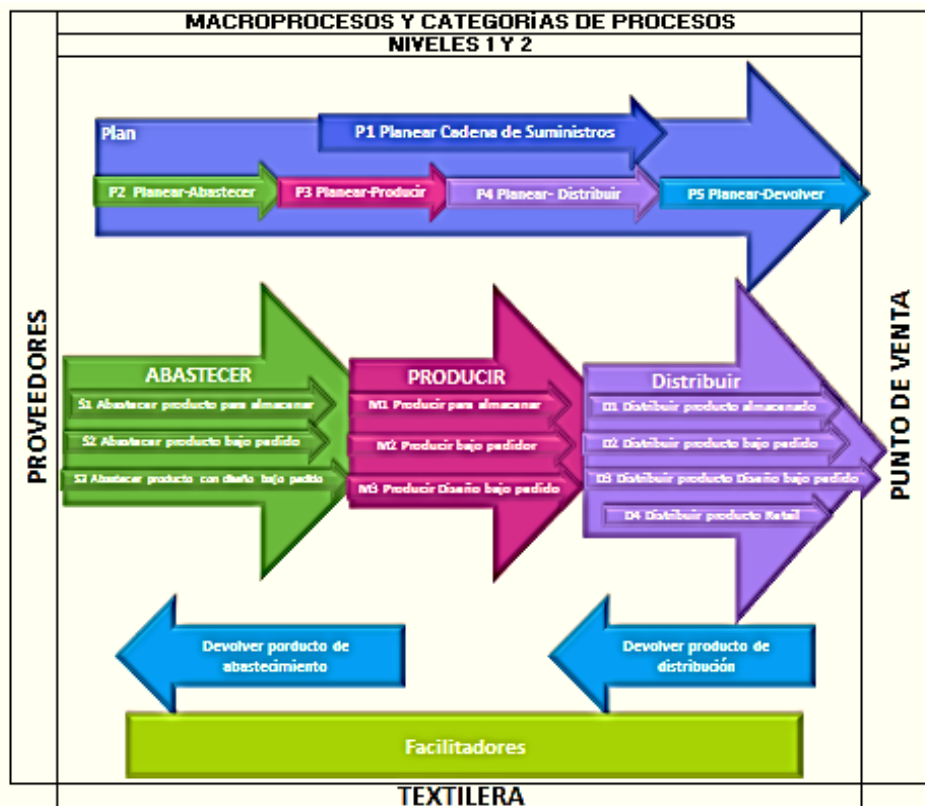 MACROPROCESOS Y CATEGORíAS DE PROCESOS
NIVELES 1 Y 2
Plan
P1 Planear Cadena de Suministros
P2 Planear-Abastecer
P3 Planear-Producir
P4 Planear- Distribuir
P5 Planear-Devolver
PROVEEDORES
ABASTECER
S1 Abastecer producto para almacenar
S2 Abastecer producto bajo pedido
S3 Abastecer producto con diseño bajo pedido
PRODUCIR
M1 Producir para almacenar
M2 Producir bajo pedidor
M3 Producir Diseño bajo pedido
Distribuir
D1 Distribuir producto almacenado
D2 Distribuir producto bajo pedido
D3 Distribuir producto Diseño bajo pedido
D4 Distribuir producto Retail
PUNTO DE VENTA
Devolver porducto de
abastecimiento
Devolver producto de
distribución
Facilitadores
TEXTILERA